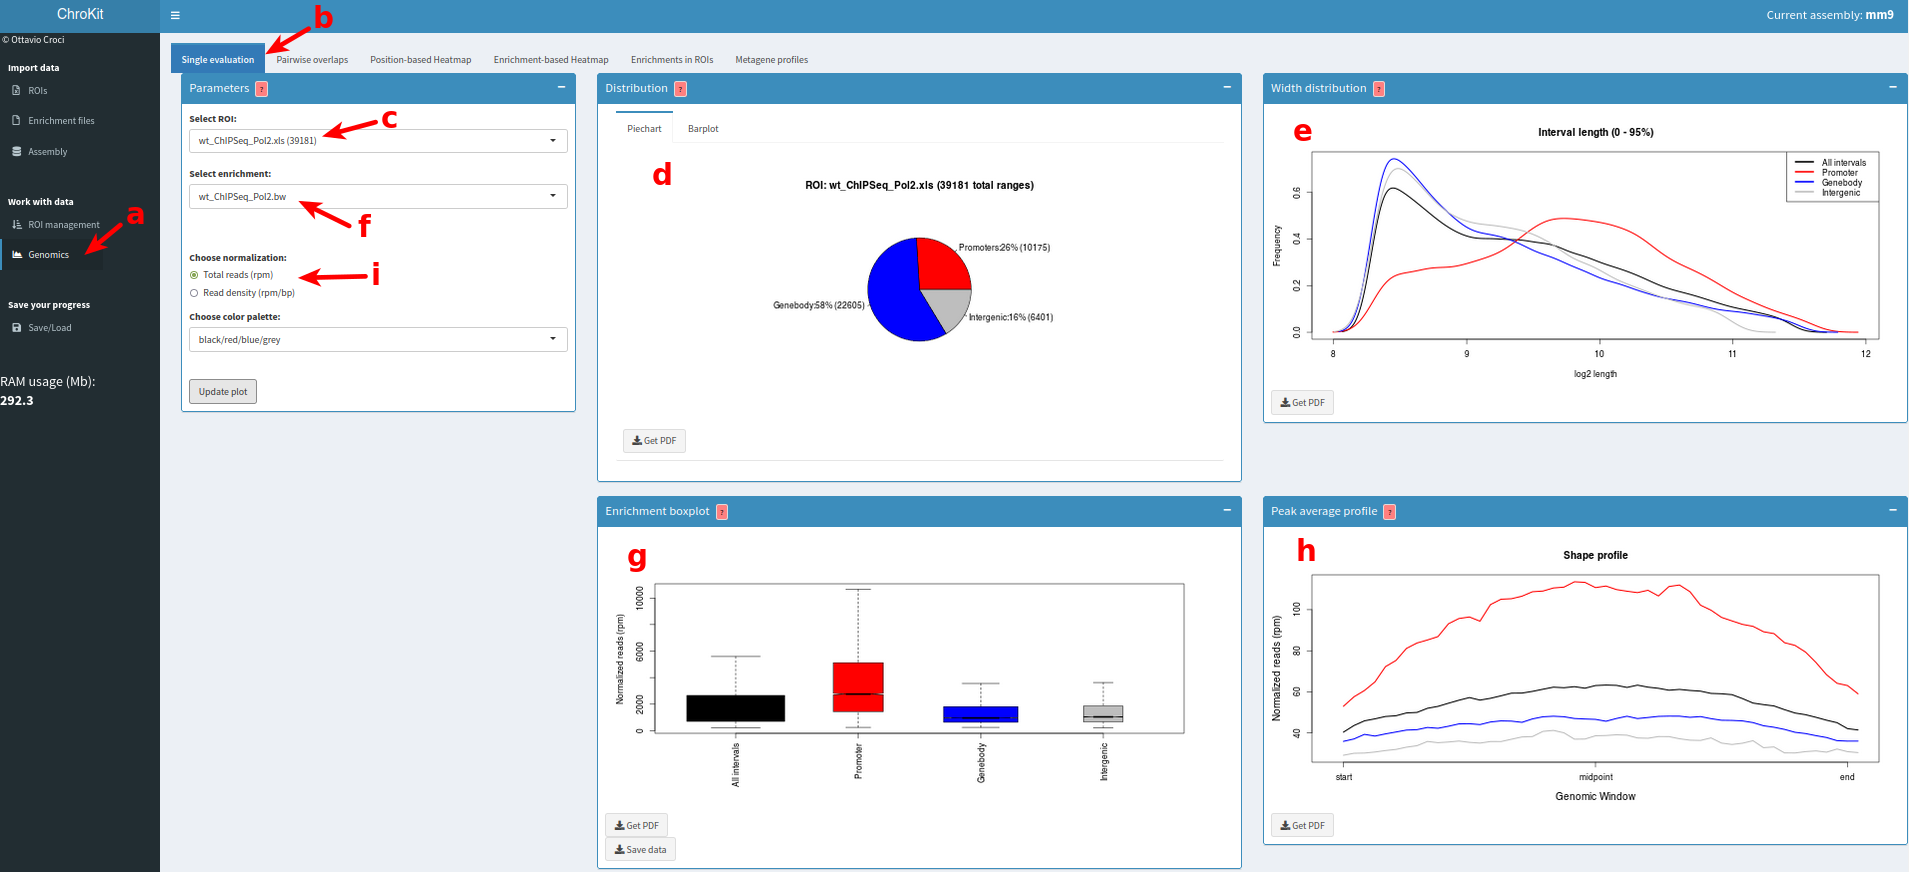 ChroKit
Current assembly: mm9
© Ottavio Croci
Import data
ROIs
Enrichment files
Assembly
Work with data
ROI management
a
Genomics
Save your progress
Save/Load
RAM usage (Mb):
292.3
b
Single evaluation
Pairwise overlaps
Position-based Heatmap
Enrichment-based Heatmap
Enrichments in ROIs
Metagene profiles
Parameters ?
Select ROI:
c
wt_ChIPSeq_Pol2.xls (39181)
Select enrichment:
wt_ChIPSeq_Pol2.bw
f
Choose normalization:
Total reads (rpm)
i
Read density (rpm/bp)
Choose color palette:
black/red/blue/grey
Update plot
Distribution ?
Piechart
Barplot
d
ROI: wt_ChIPSeq_Pol2.xls (39181 total ranges)
Promoters:26% (10175)
Genebody:58% (22605)
Intergenic:16% (6401)
Get PDF
Width distribution ?
e
Interval length (0 - 95%)
All intervals
Promoter
Genebody
Intergenic
Frequency
0.6
0.4
0.2
0.0
8 9 10 11 12
log2 length
Get PDF
Enrichment boxplot ?
g
Normalized reads (rpm)
10000
6000
2000
0
All intervals
Promoter
Genebody
Intergenic
Get PDF
Save data
Peak average profile ?
h
Shape profile
Normalized reads (rpm)
100
80
60
40
start midpoint end
Genomic Window
Get PDF